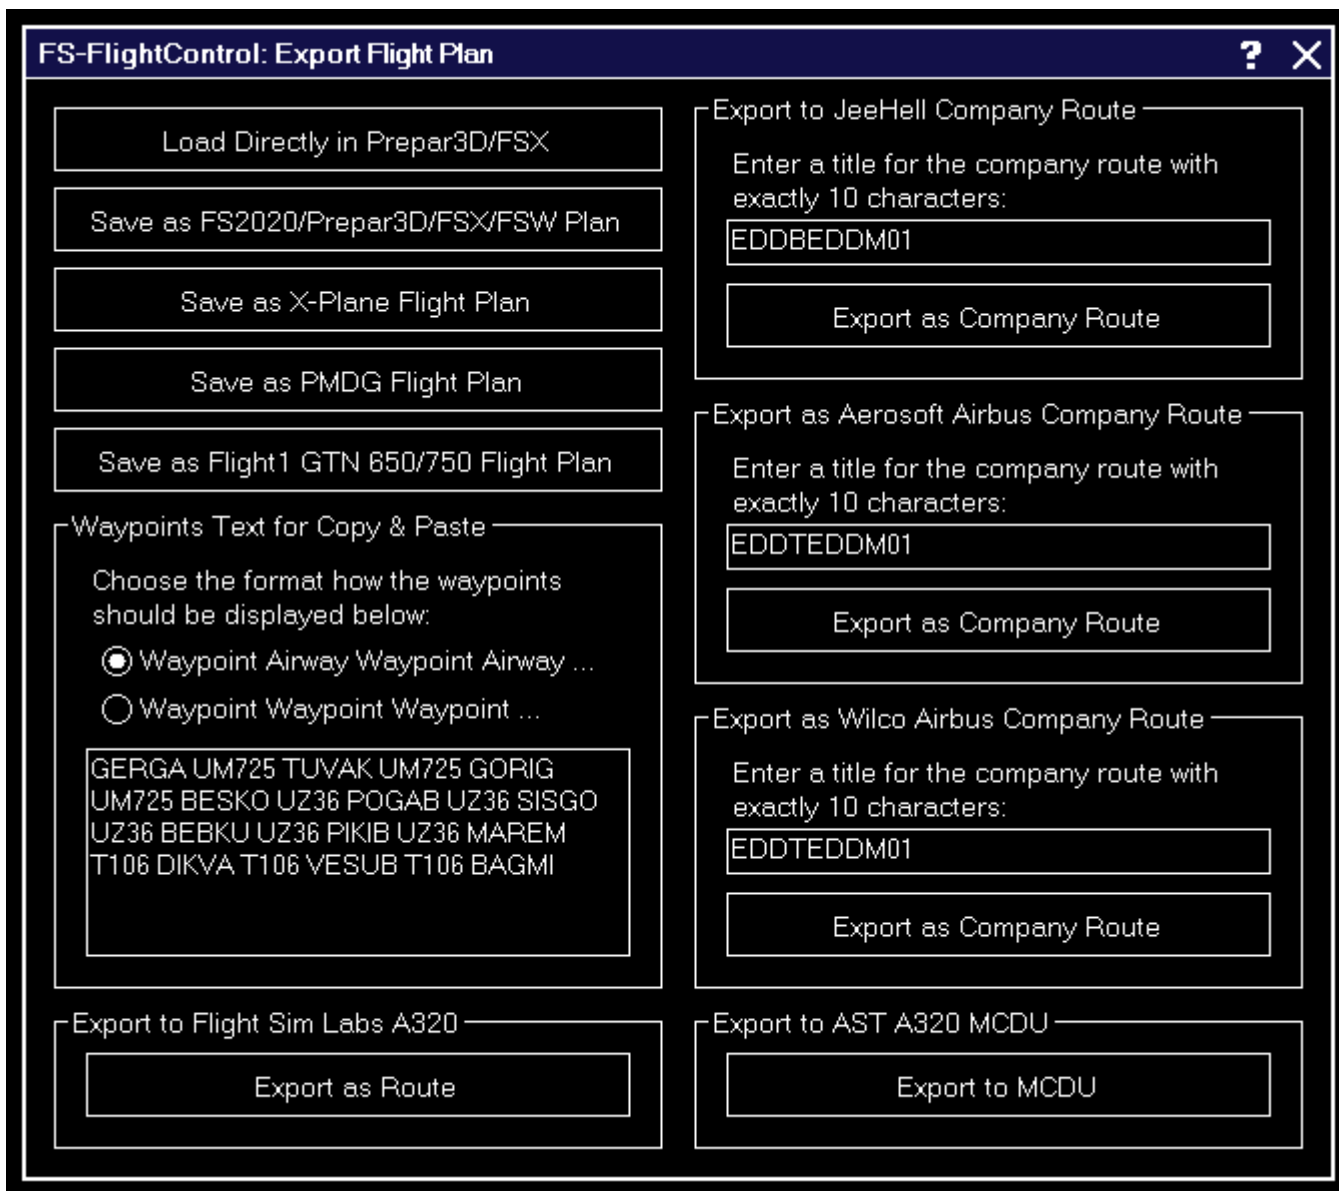 FS-FlightControl: Export Flight Plan
?
Load Directly in Prepar3D/FSX
Save as FS2020/Prepar3D/FSX/FSW Plan
Save as X-Plane Flight Plan
Save as PMDG Flight Plan
Save as Flight1 GTN 650/750 Flight Plan
Waypoints Text for Copy & Paste
Choose the format how the waypoints
should be displayed below:
Waypoint Airway Waypoint Airway ...
Waypoint Waypoint Waypoint ...
GERGA UM725 TUVAK UM725 GORIG
UM725 BESKO UZ36 POGAB UZ36 SISGO
UZ36 BEBKU UZ36 PIKIB UZ36 MAREM
T106 DIKVA T106 VESUB T106 BAGMI
Export to Flight Sim Labs A320
Export as Route
Export to JeeHell Company Route
Enter a title for the company route with
exactly 10 characters:
EDDBEDDM01
Export as Company Route
Export as Aerosoft Airbus Company Route
Enter a title for the company route with
exactly 10 characters:
EDDTEDDM01
Export as Company Route
Export as Wilco Airbus Company Route
Enter a title for the company route with
exactly 10 characters:
EDDTEDDM01
Export as Company Route
Export to AST A320 MCDU
Export to MCDU